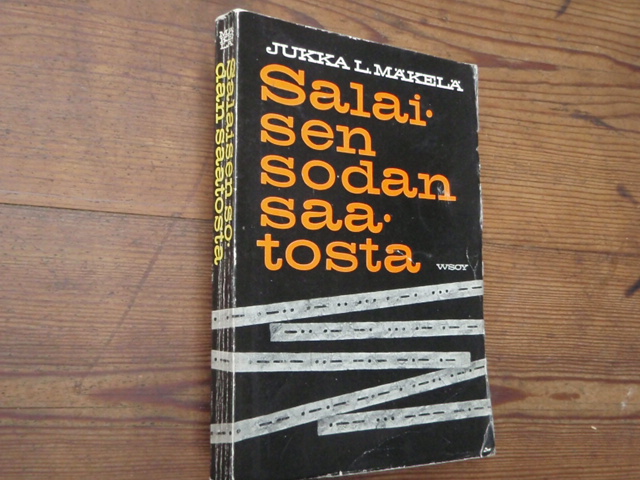 JUKKA L. MÄKELÄ
Salai-
sen
sodan
saa-
tosta
WSOY
Salaisen so-
dan saatosta